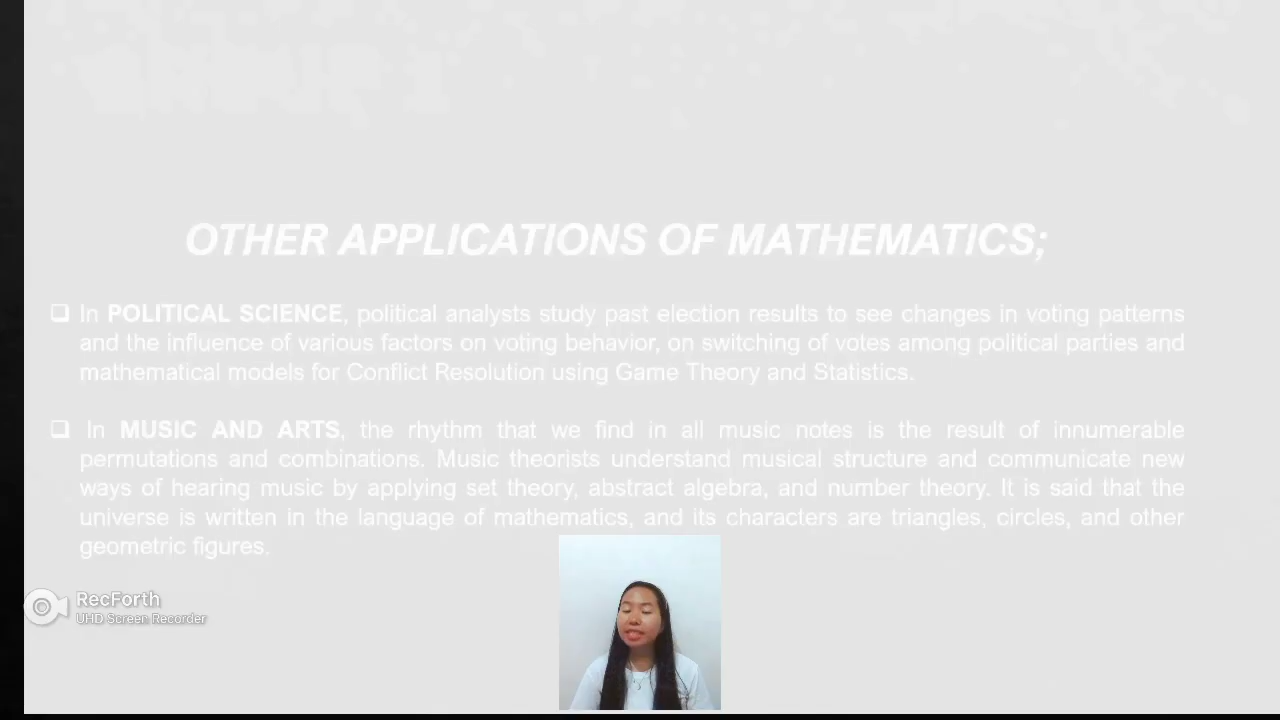 OTHER APPLICATIONS OF MATHEMATICS;
❑ In POLITICAL SCIENCE, political analysts study past election results to see changes in voting patterns
and the influence of various factors on voting behavior, on switching of votes among political parties and
mathematical models for Conflict Resolution using Game Theory and Statistics.
❑ In MUSIC AND ARTS, the rhythm that we find in all music notes is the result of innumerable
permutations and combinations. Music theorists understand musical structure and communicate new
ways of hearing music by applying set theory, abstract algebra, and number theory. It is said that the
universe is written in the language of mathematics, and its characters are triangles, circles, and other
geometric figures.
RecForth
UHD Screen Recorder